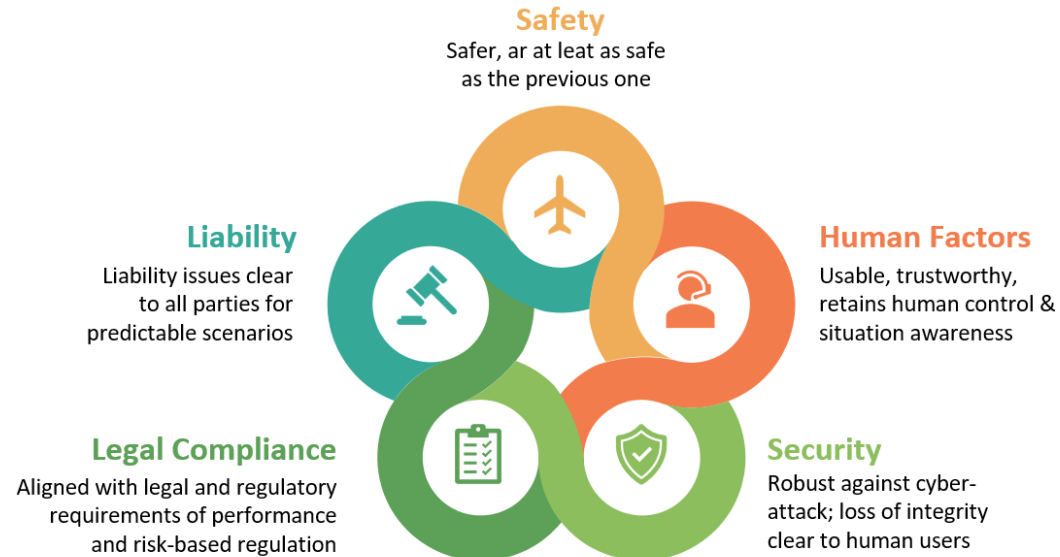 Safety
Safer, ar at leat as safe
as the previous one
Liability
Liability issues clear
to all parties for
predictable scenarios
Human Factors
Usable, trustworthy,
retains human control &
situation awareness
Legal Compliance
Aligned with legal and regulatory
requirements of performance
and risk-based regulation
Security
Robust against cyber-
attack; loss of integrity
clear to human users